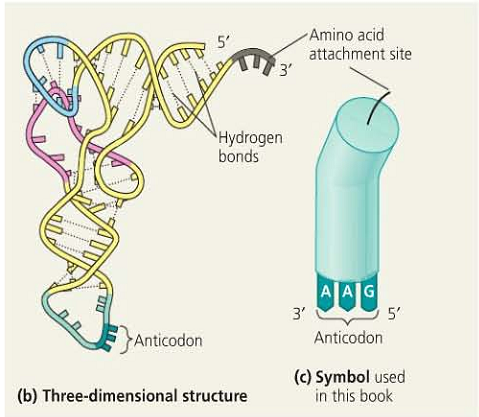 5′
Amino acid
attachment site
3′
Hydrogen
bonds
A A G
3′ 5′
Anticodon
Anticodon
(b) Three-dimensional structure
(c) Symbol used
in this book